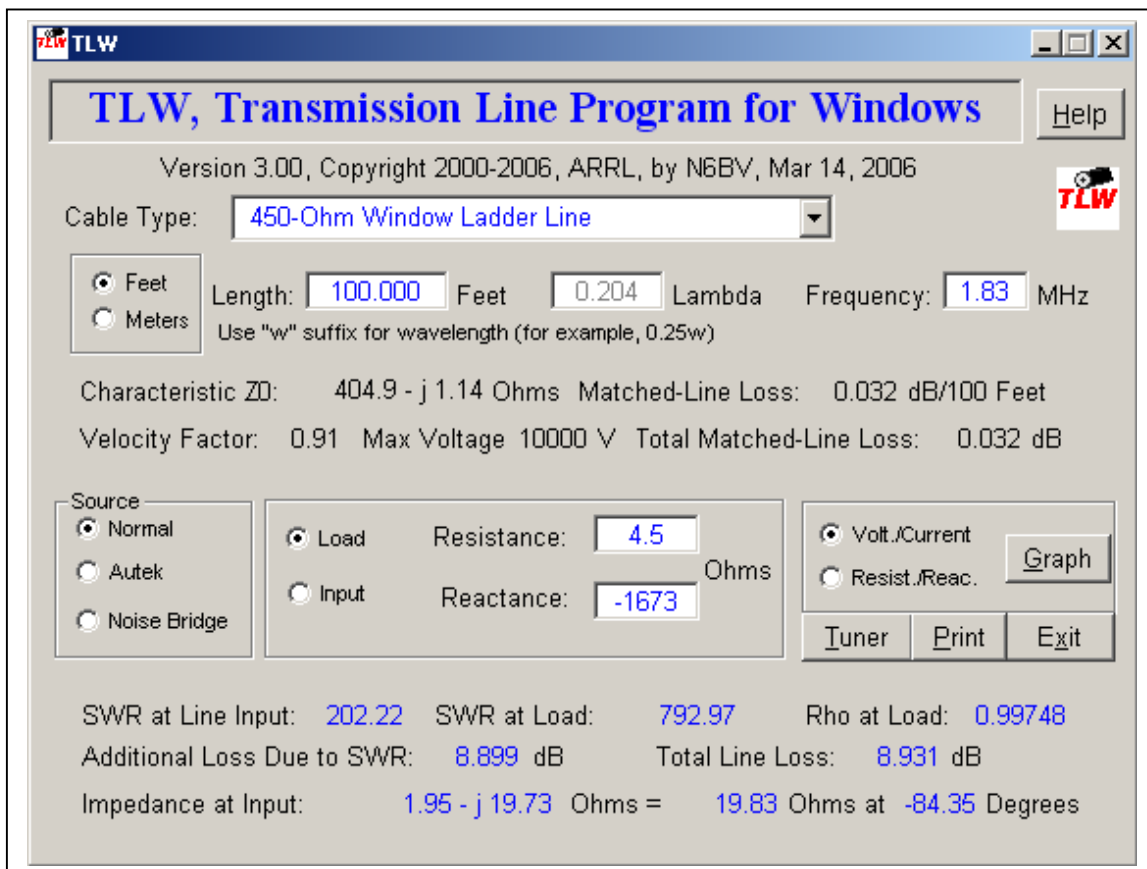 TLW TLW
TLW, Transmission Line Program for Windows
Help
Version 3.00, Copyright 2000-2006, ARRL, by N6BV, Mar 14, 2006
TLW
Cable Type: 450-Ohm Window Ladder Line
Feet
Meters
Length: 100.000 Feet 0.204 Lambda Frequency: 1.83 MHz
Use "w" suffix for wavelength (for example, 0.25w)
Characteristic Z0: 404.9 - j 1.14 Ohms Matched-Line Loss: 0.032 dB/100 Feet
Velocity Factor: 0.91 Max Voltage 10000 V Total Matched-Line Loss: 0.032 dB
Source
Normal
Autek
Noise Bridge
Load Resistance: 4.5
Ohms
Input Reactance: -1673
Volt./Current
Resist./Reac.
Graph
Tuner Print Exit
SWR at Line Input: 202.22 SWR at Load: 792.97 Rho at Load: 0.99748
Additional Loss Due to SWR: 8.899 dB Total Line Loss: 8.931 dB
Impedance at Input: 1.95 - j 19.73 Ohms = 19.83 Ohms at -84.35 Degrees